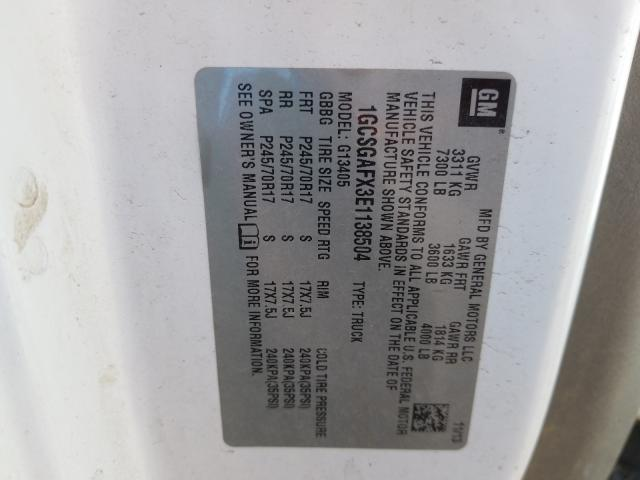 GM
MFD BY GENERAL MOTORS LLC
11/13
GVWR GAWR FRT GAWR RR
3311 KG 1633 KG 1814 KG
7300 LB 3600 LB 4000 LB
THIS VEHICLE CONFORMS TO ALL APPLICABLE U.S. FEDERAL MOTOR
VEHICLE SAFETY STANDARDS IN EFFECT ON THE DATE OF
MANUFACTURE SHOWN ABOVE.
1GCSGAFX3E1138504 TYPE: TRUCK
MODEL: G13405
GBBG TIRE SIZE SPEED RTG RIM COLD TIRE PRESSURE
FRT P245/70R17 S 17X7.5J 240KPA(35PSI)
RR P245/70R17 S 17X7.5J 240KPA(35PSI)
SPA P245/70R17 S 17X7.5J 240KPA(35PSI)
SEE OWNER'S MANUAL i FOR MORE INFORMATION.